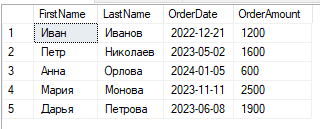 FirstName LastName OrderDate OrderAmount
1 Иван Иванов 2022-12-21 1200
2 Петр Николаев 2023-05-02 1600
3 Анна Орлова 2024-01-05 600
4 Мария Монова 2023-11-11 2500
5 Дарья Петрова 2023-06-08 1900